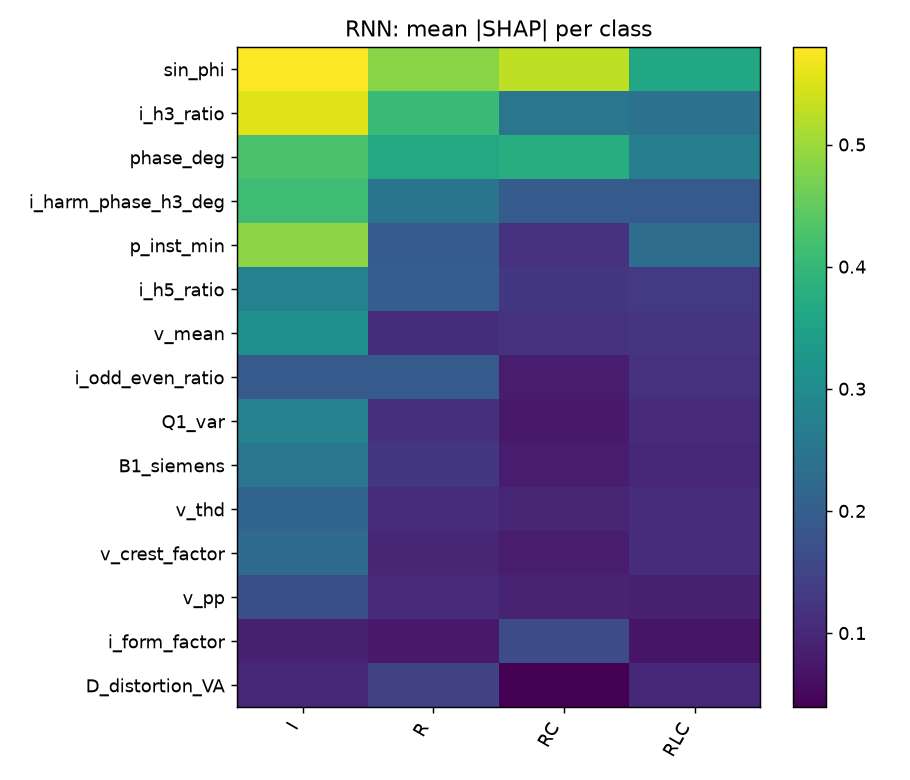 RNN: mean |SHAP| per class
sin_phi
i_h3_ratio
phase_deg
i_harm_phase_h3_deg
p_inst_min
i_h5_ratio
v_mean
i_odd_even_ratio
Q1_var
B1_siemens
v_thd
v_crest_factor
v_pp
i_form_factor
D_distortion_VA
I
R
RC
RLC
0.5
0.4
0.3
0.2
0.1